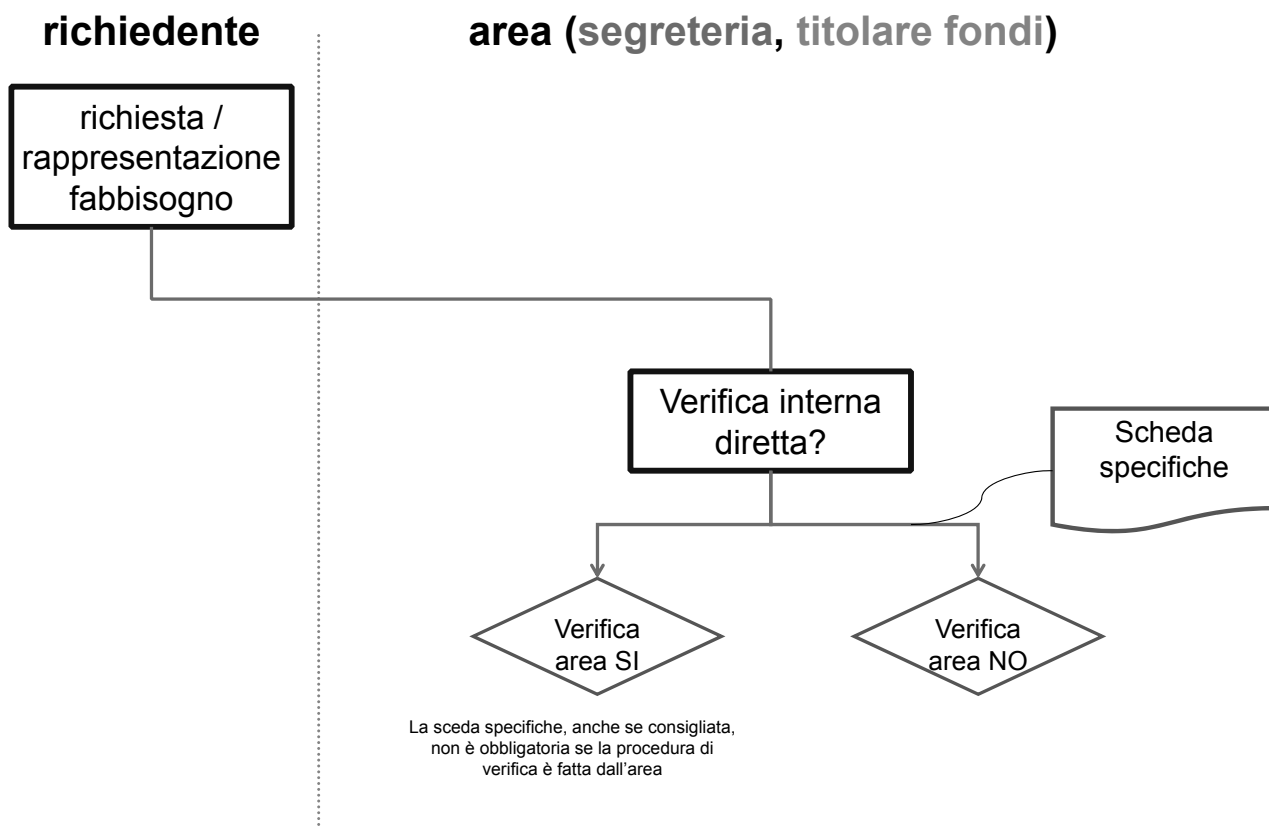 richiedente
area (segreteria, titolare fondi)
richiesta /
rappresentazione
fabbisogno
Verifica interna
diretta?
Scheda
specifiche
Verifica
area SI
Verifica
area NO
La sceda specifiche, anche se consigliata,
non è obbligatoria se la procedura di
verifica è fatta dall’area